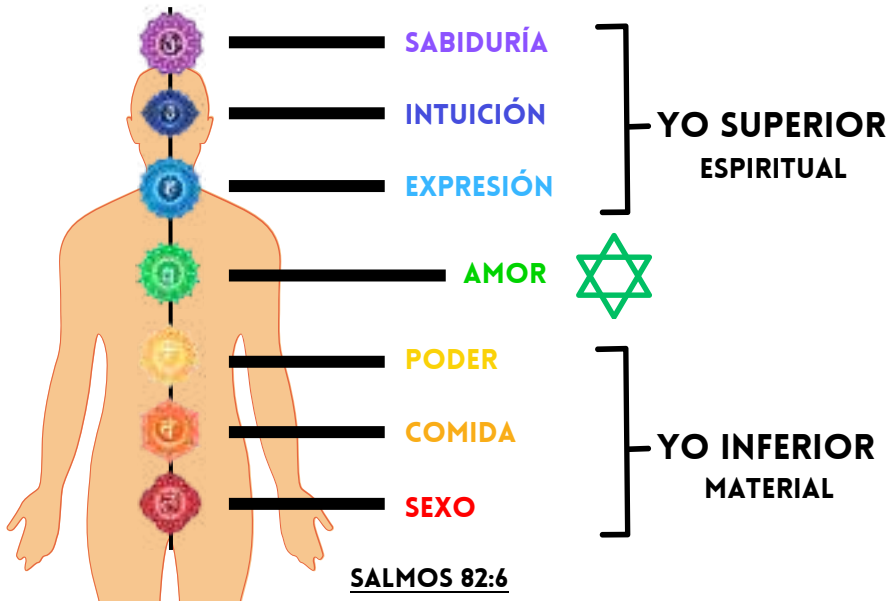 SABIDURÍA
INTUICIÓN
EXPRESIÓN
YO SUPERIOR
ESPIRITUAL
AMOR
PODER
COMIDA
SEXO
YO INFERIOR
MATERIAL
SALMOS 82:6